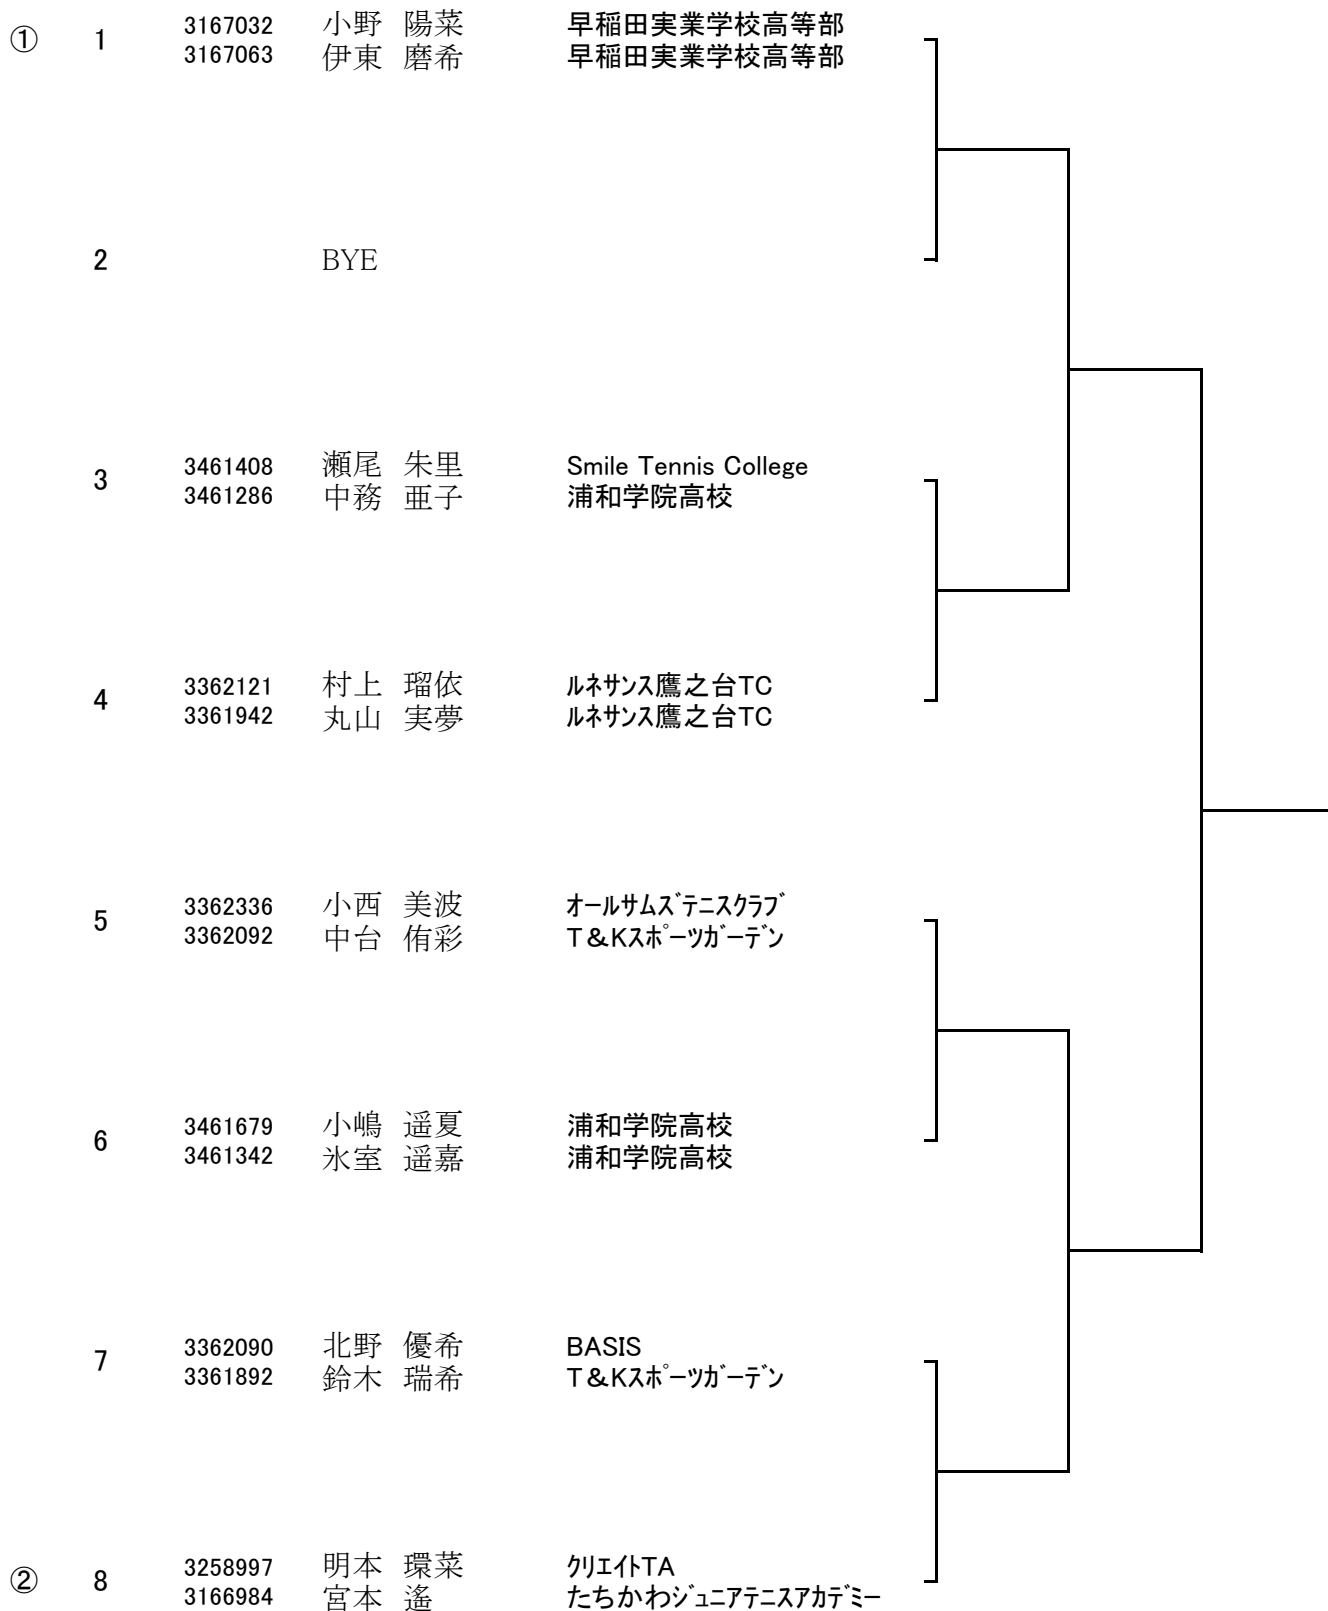 ① 1 3167032 小野 陽菜 早稲田実業学校高等部
3167063 伊東 磨希 早稲田実業学校高等部
2 BYE
3 3461408 瀬尾 朱里 Smile Tennis College
3461286 中務 亜子 浦和学院高校
4 3362121 村上 瑠依 ﾙﾈｻﾝｽ鷹之台TC
3361942 丸山 実夢 ﾙﾈｻﾝｽ鷹之台TC
5 3362336 小西 美波 ｵｰﾙｻﾑｽﾞﾃﾆｽｸﾗﾌﾞ
3362092 中台 侑彩 T＆Kｽﾎﾟｰﾂｶﾞｰﾃﾞﾝ
6 3461679 小嶋 遥夏 浦和学院高校
3461342 氷室 遥嘉 浦和学院高校
7 3362090 北野 優希 BASIS
3361892 鈴木 瑞希 T＆Kｽﾎﾟｰﾂｶﾞｰﾃﾞﾝ
② 8 3258997 明本 環菜 ｸﾘｴｲﾄTA
3166984 宮本 遙 たちかわｼﾞｭﾆｱﾃﾆｽｱｶﾃﾞﾐｰ